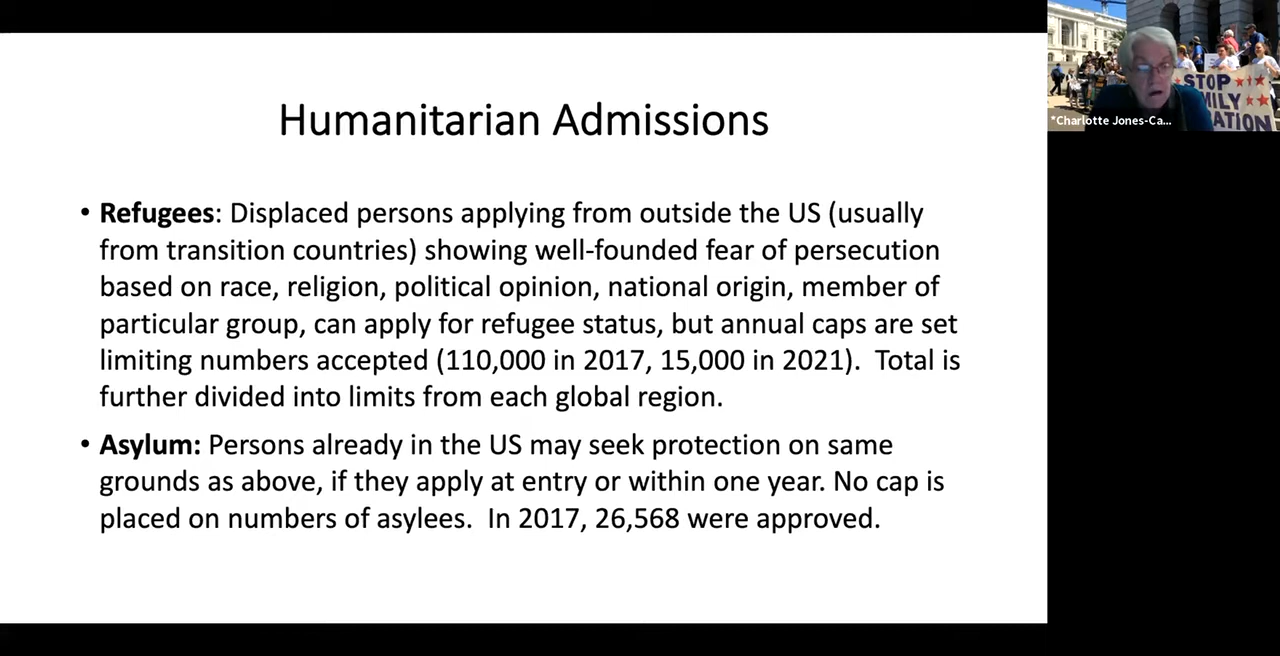 Humanitarian Admissions
• Refugees: Displaced persons applying from outside the US (usually
from transition countries) showing well-founded fear of persecution
based on race, religion, political opinion, national origin, member of
particular group, can apply for refugee status, but annual caps are set
limiting numbers accepted (110,000 in 2017, 15,000 in 2021).  Total is
further divided into limits from each global region.
• Asylum: Persons already in the US may seek protection on same
grounds as above, if they apply at entry or within one year. No cap is
placed on numbers of asylees.  In 2017, 26,568 were approved.
STOP
MILY
ATION
*Charlotte Jones-Ca...